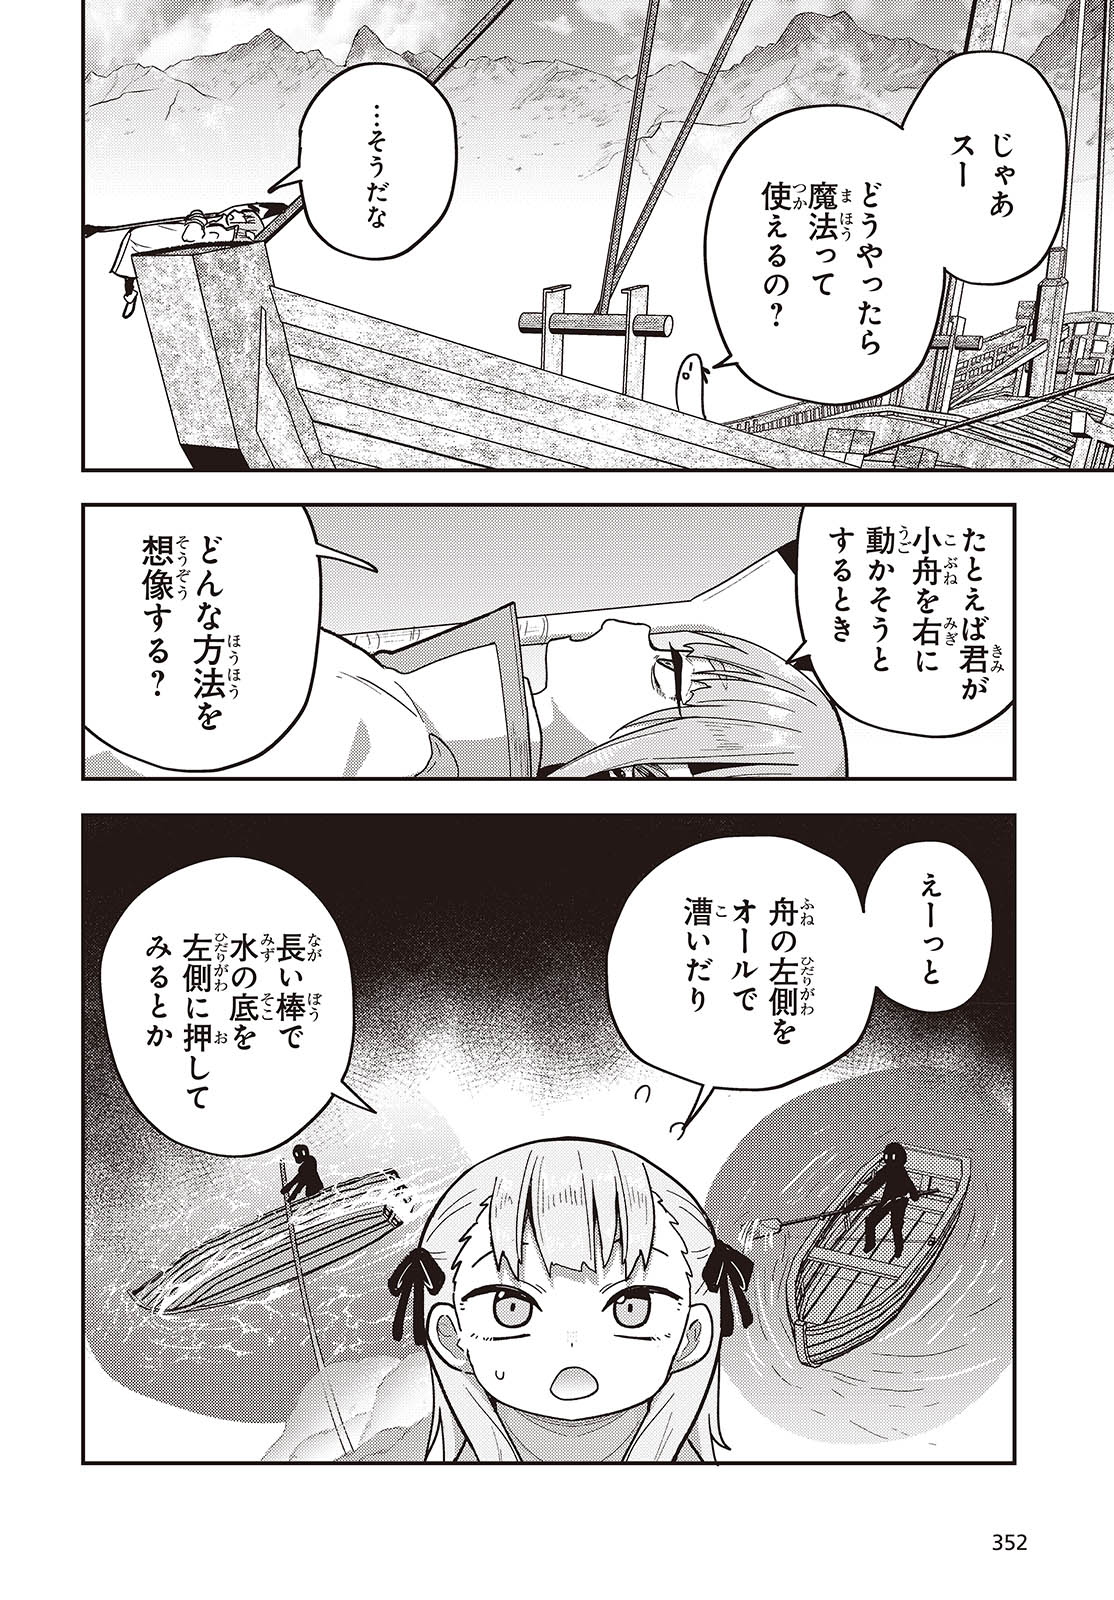 じゃあ
スー
どうやったら
魔法って
使えるの?
…そうだな
たとえば君が
小舟を右に
動かそうと
するとき
どんな方法を
想像する?
えーっと
舟の左側を
オールで
漕いだり
長い棒で
水の底を
左側に押して
みるとか
352